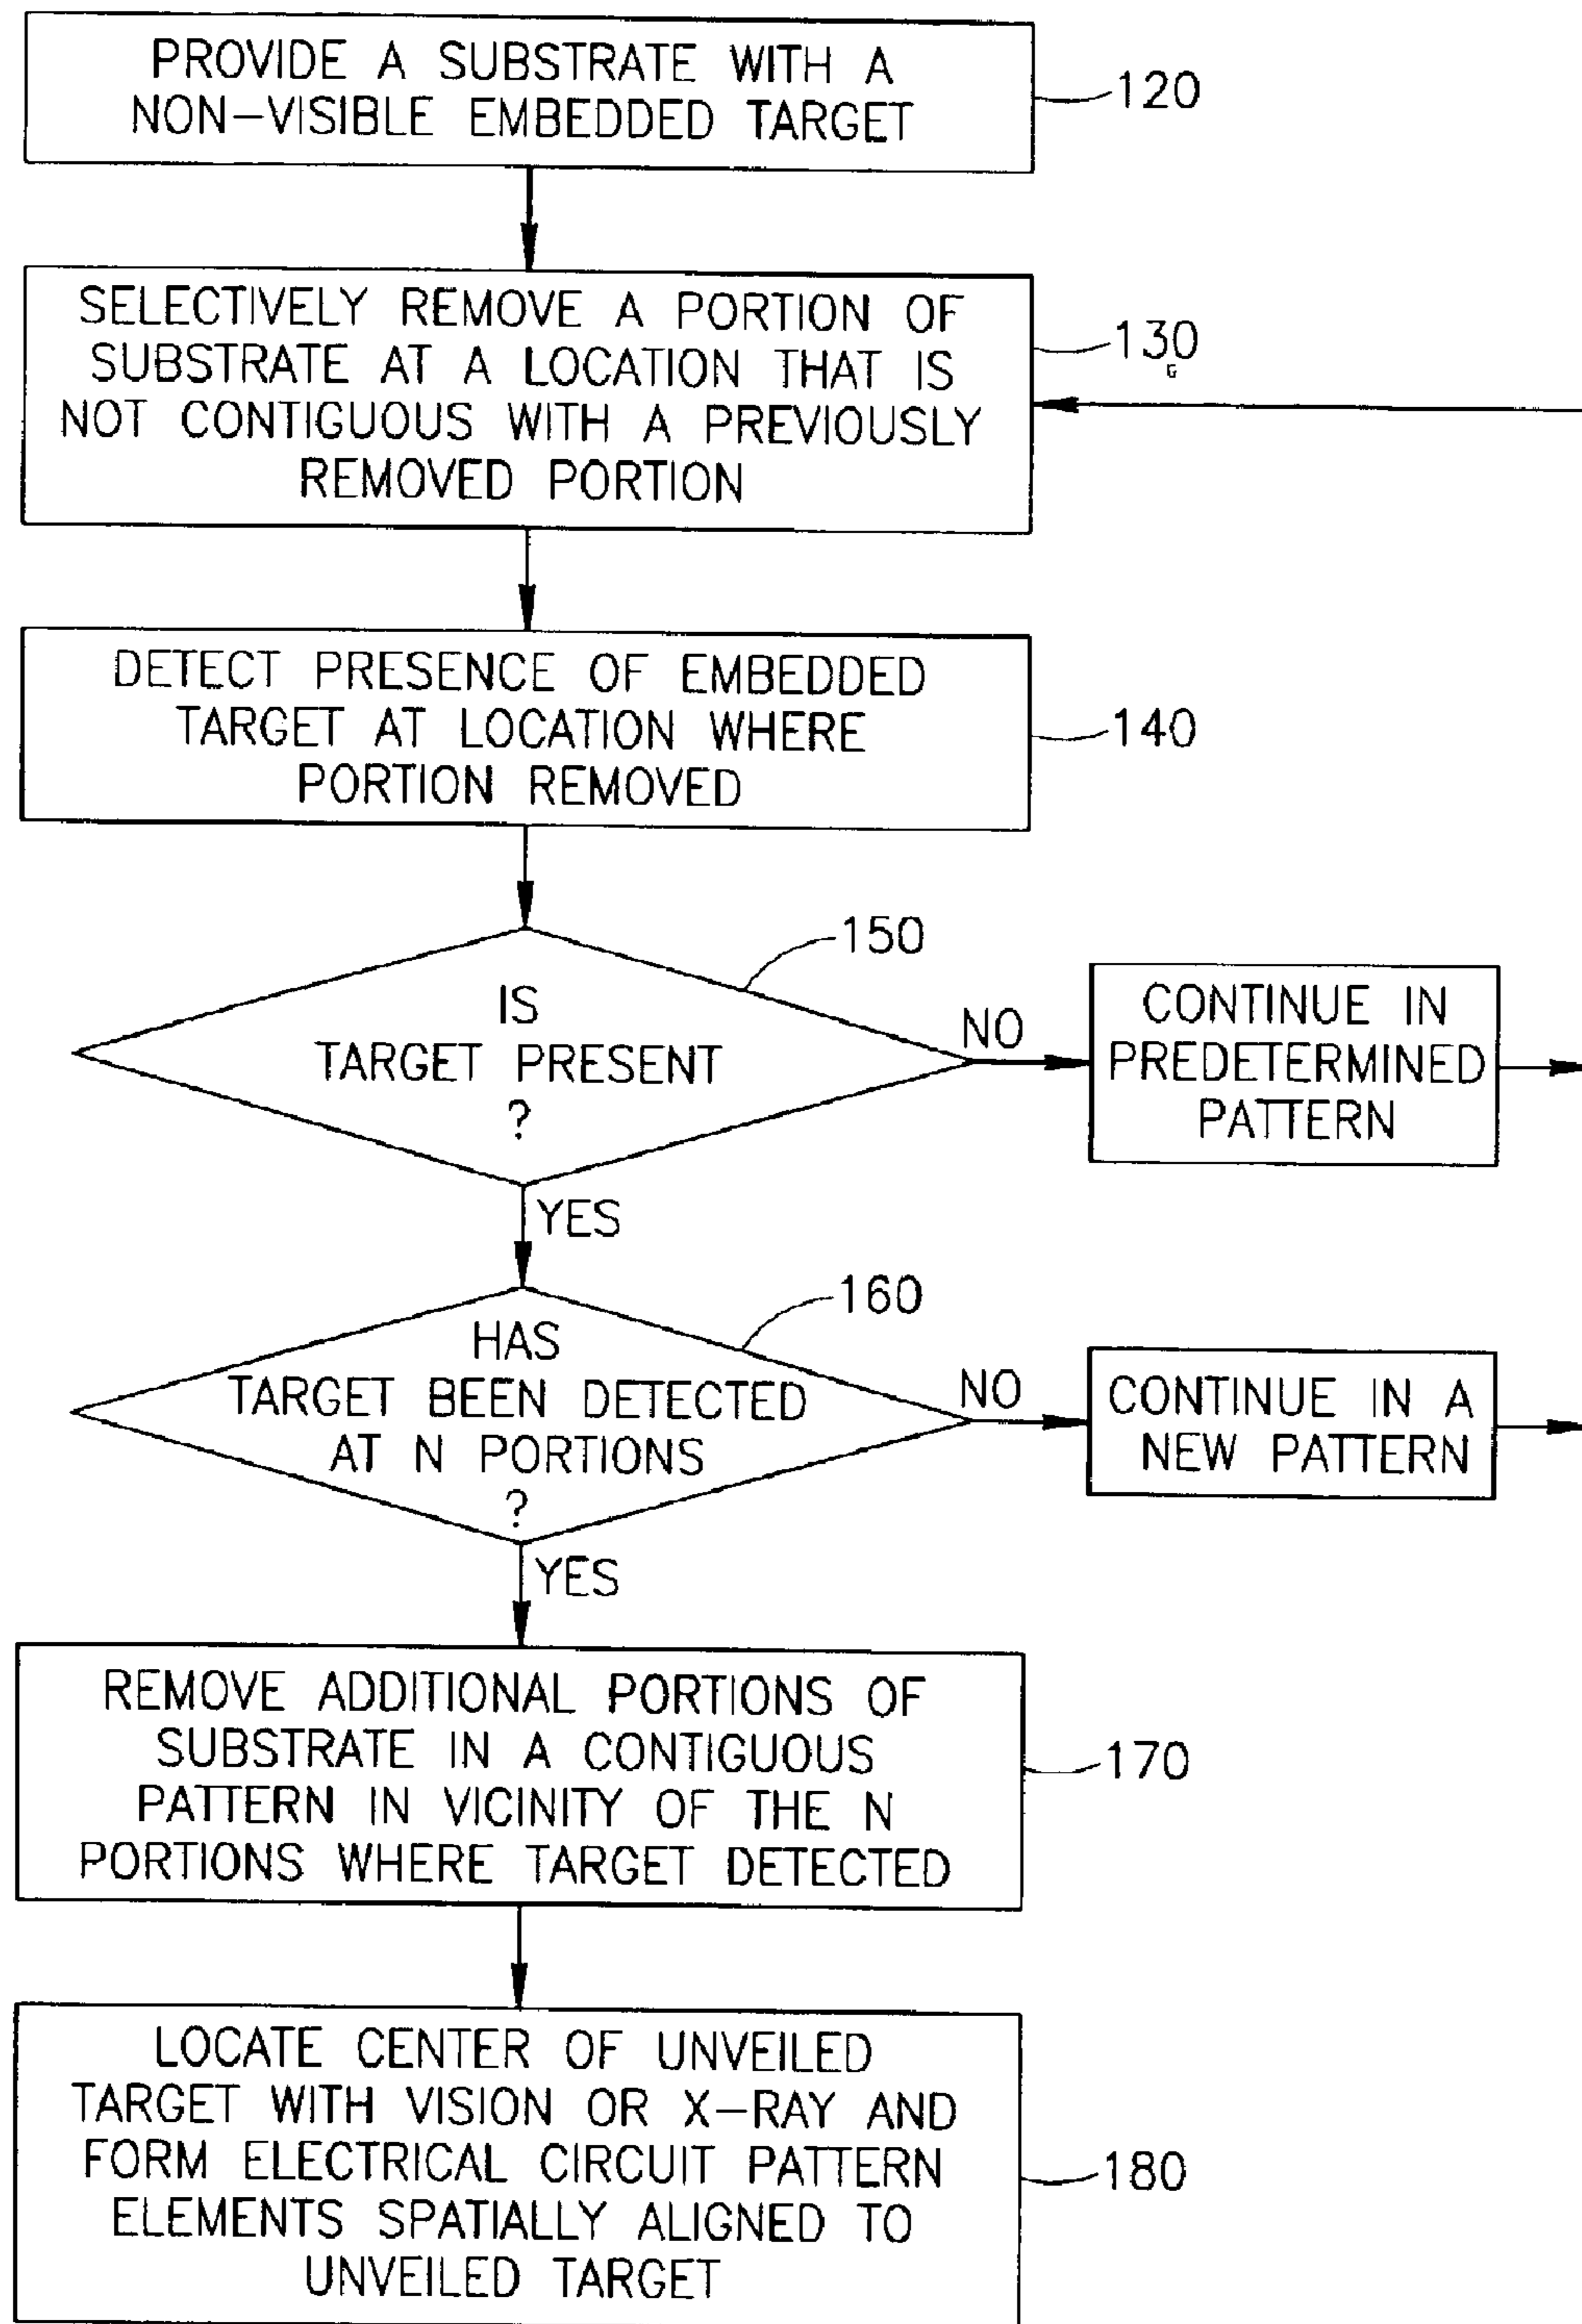 PROVIDE A SUBSTRATE WITH A
NON-VISIBLE EMBEDDED TARGET
120
SELECTIVELY REMOVE A PORTION OF
SUBSTRATE AT A LOCATION THAT IS
NOT CONTIGUOUS WITH A PREVIOUSLY
REMOVED PORTION
130
G
DETECT PRESENCE OF EMBEDDED
TARGET AT LOCATION WHERE
PORTION REMOVED
140
150
IS
TARGET PRESENT
?
NO
CONTINUE IN
PREDETERMINED
PATTERN
YES
160
HAS
TARGET BEEN DETECTED
AT N PORTIONS
?
NO
CONTINUE IN A
NEW PATTERN
YES
REMOVE ADDITIONAL PORTIONS OF
SUBSTRATE IN A CONTIGUOUS
PATTERN IN VICINITY OF THE N
PORTIONS WHERE TARGET DETECTED
170
LOCATE CENTER OF UNVEILED
TARGET WITH VISION OR X-RAY AND
FORM ELECTRICAL CIRCUIT PATTERN
ELEMENTS SPATIALLY ALIGNED TO
UNVEILED TARGET
180